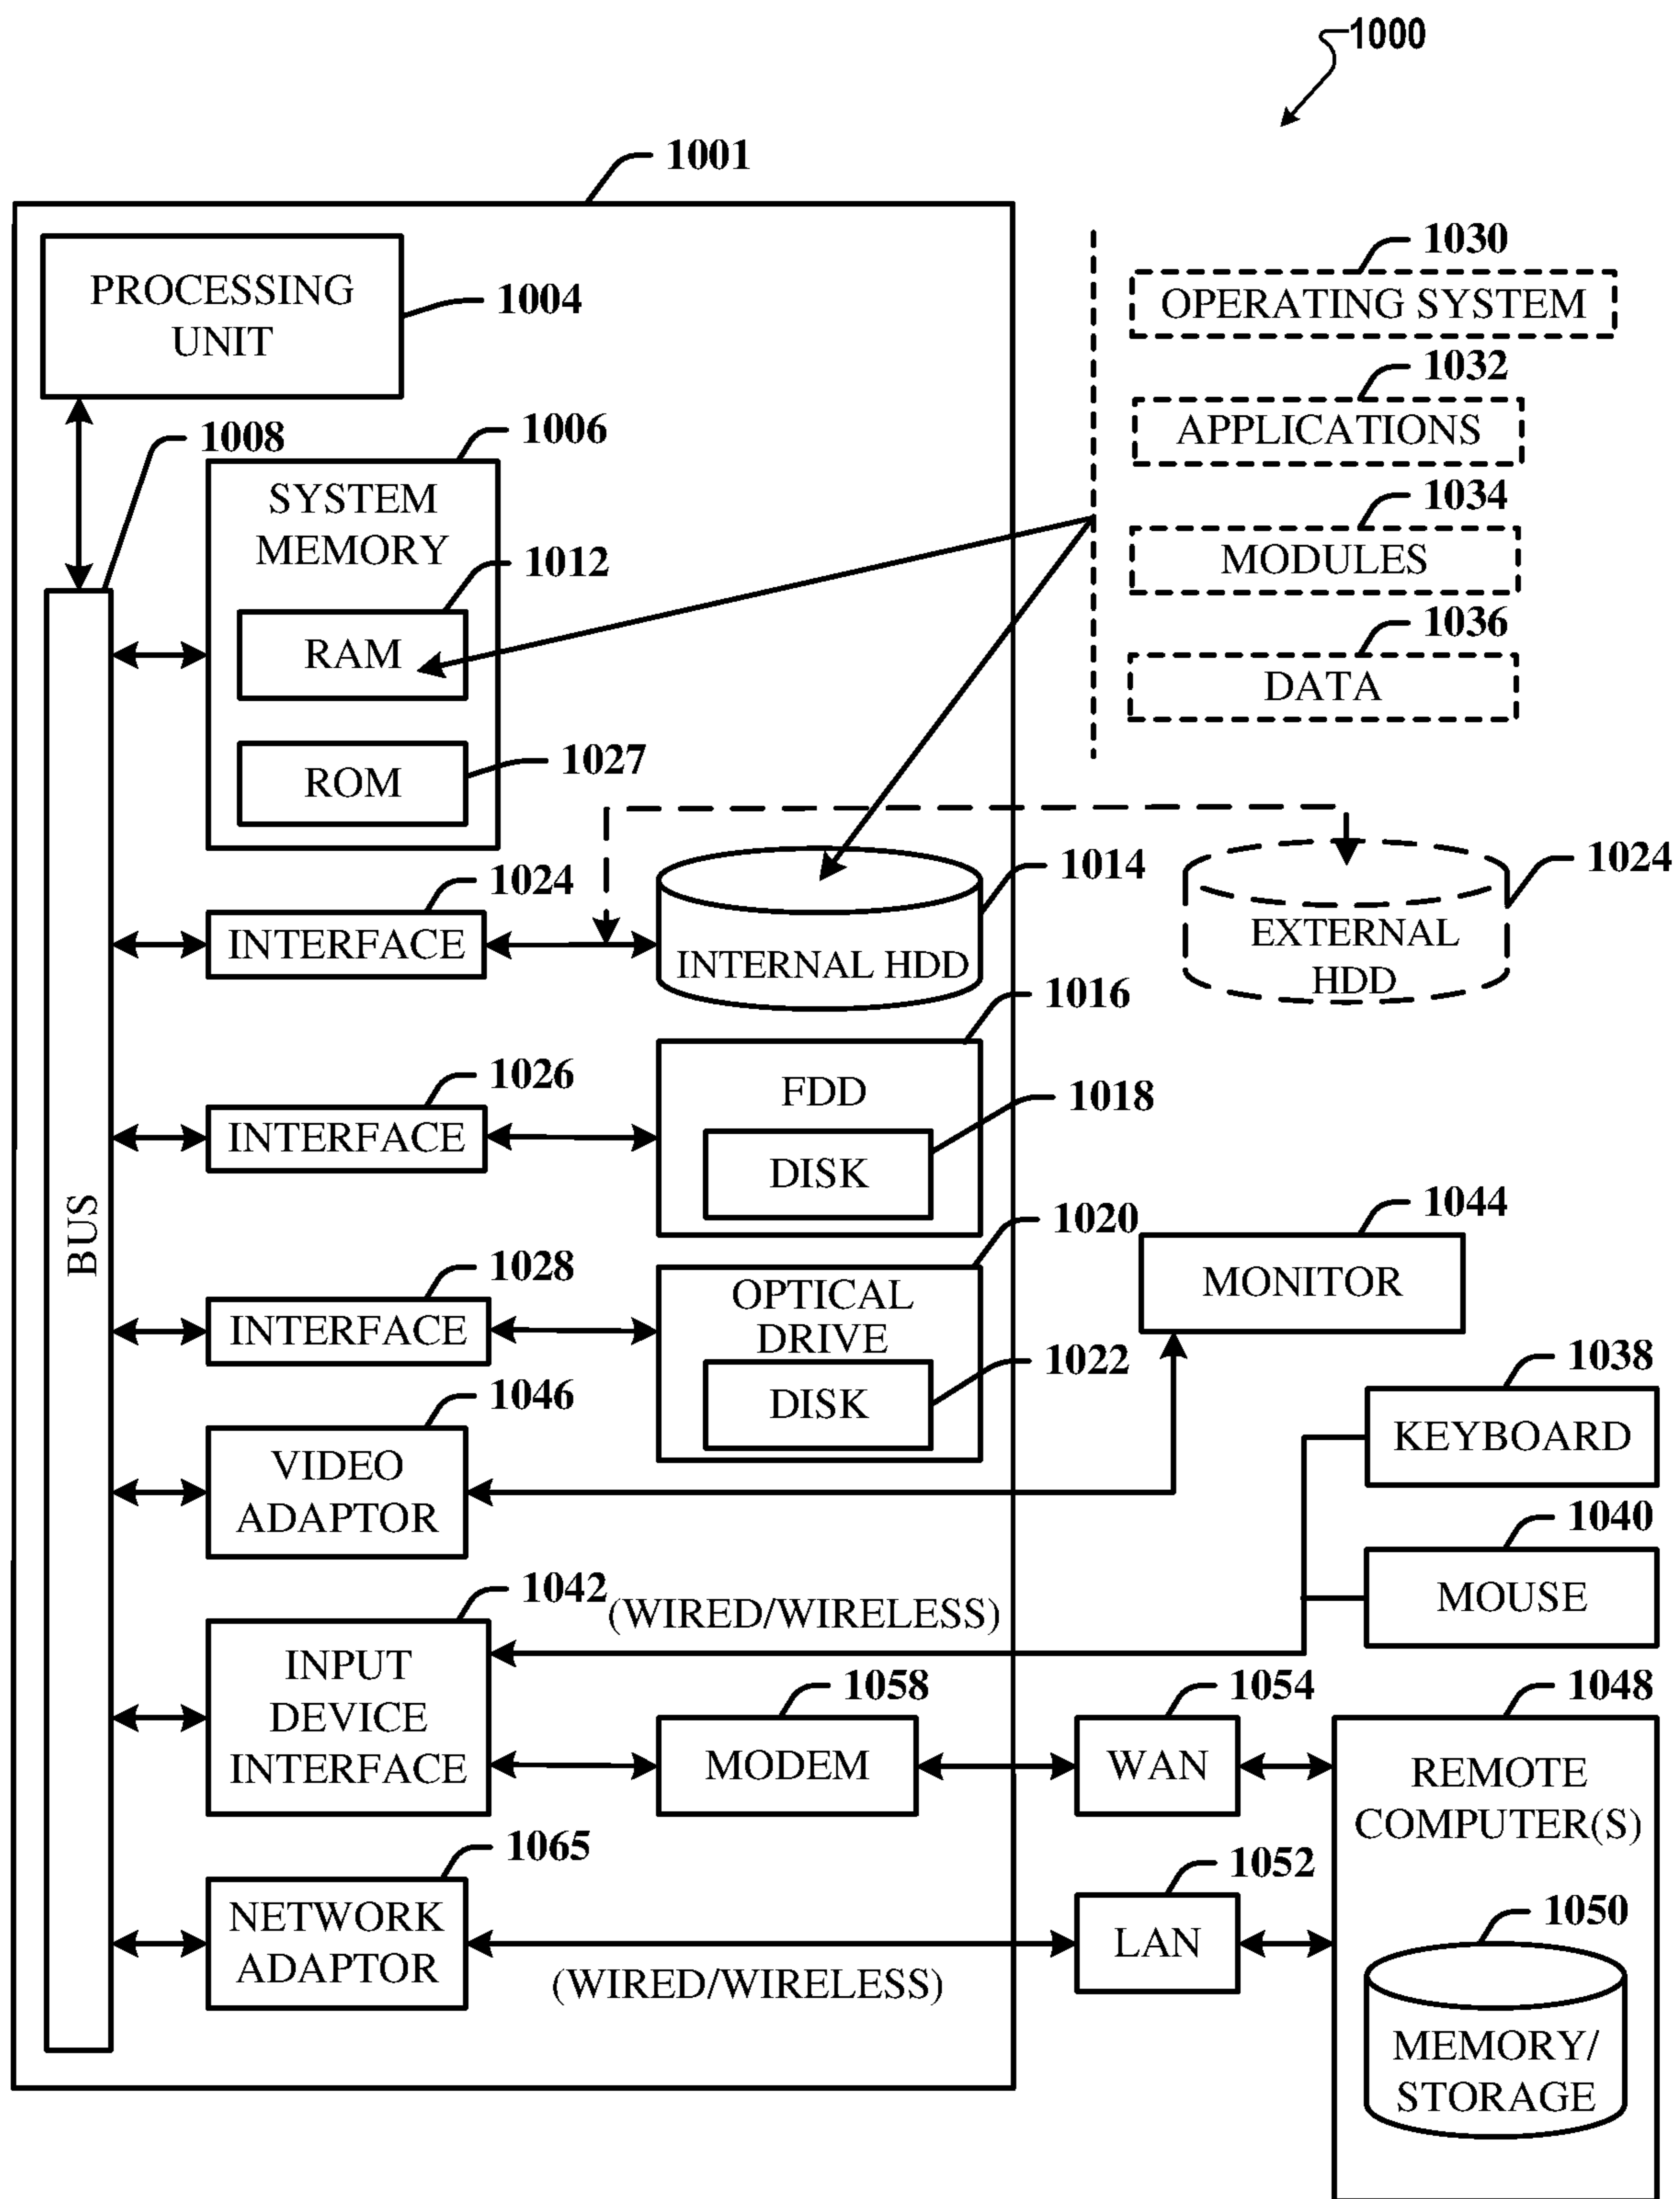 1000
1001
PROCESSING
UNIT
1004
1030
OPERATING SYSTEM
1032
APPLICATIONS
1034
MODULES
1036
DATA
1008
1006
SYSTEM
MEMORY
1012
RAM
1027
ROM
1024
INTERFACE
1014
INTERNAL HDD
1024
EXTERNAL
HDD
1016
FDD
1026
INTERFACE
1018
DISK
BUS
1020
OPTICAL
DRIVE
1028
INTERFACE
1022
DISK
1044
MONITOR
1046
VIDEO
ADAPTOR
1038
KEYBOARD
1040
MOUSE
1042
(WIRED/WIRELESS)
INPUT
DEVICE
INTERFACE
1058
MODEM
1054
WAN
1048
REMOTE
COMPUTER(S)
1065
NETWORK
ADAPTOR
(WIRED/WIRELESS)
1052
LAN
1050
MEMORY/
STORAGE